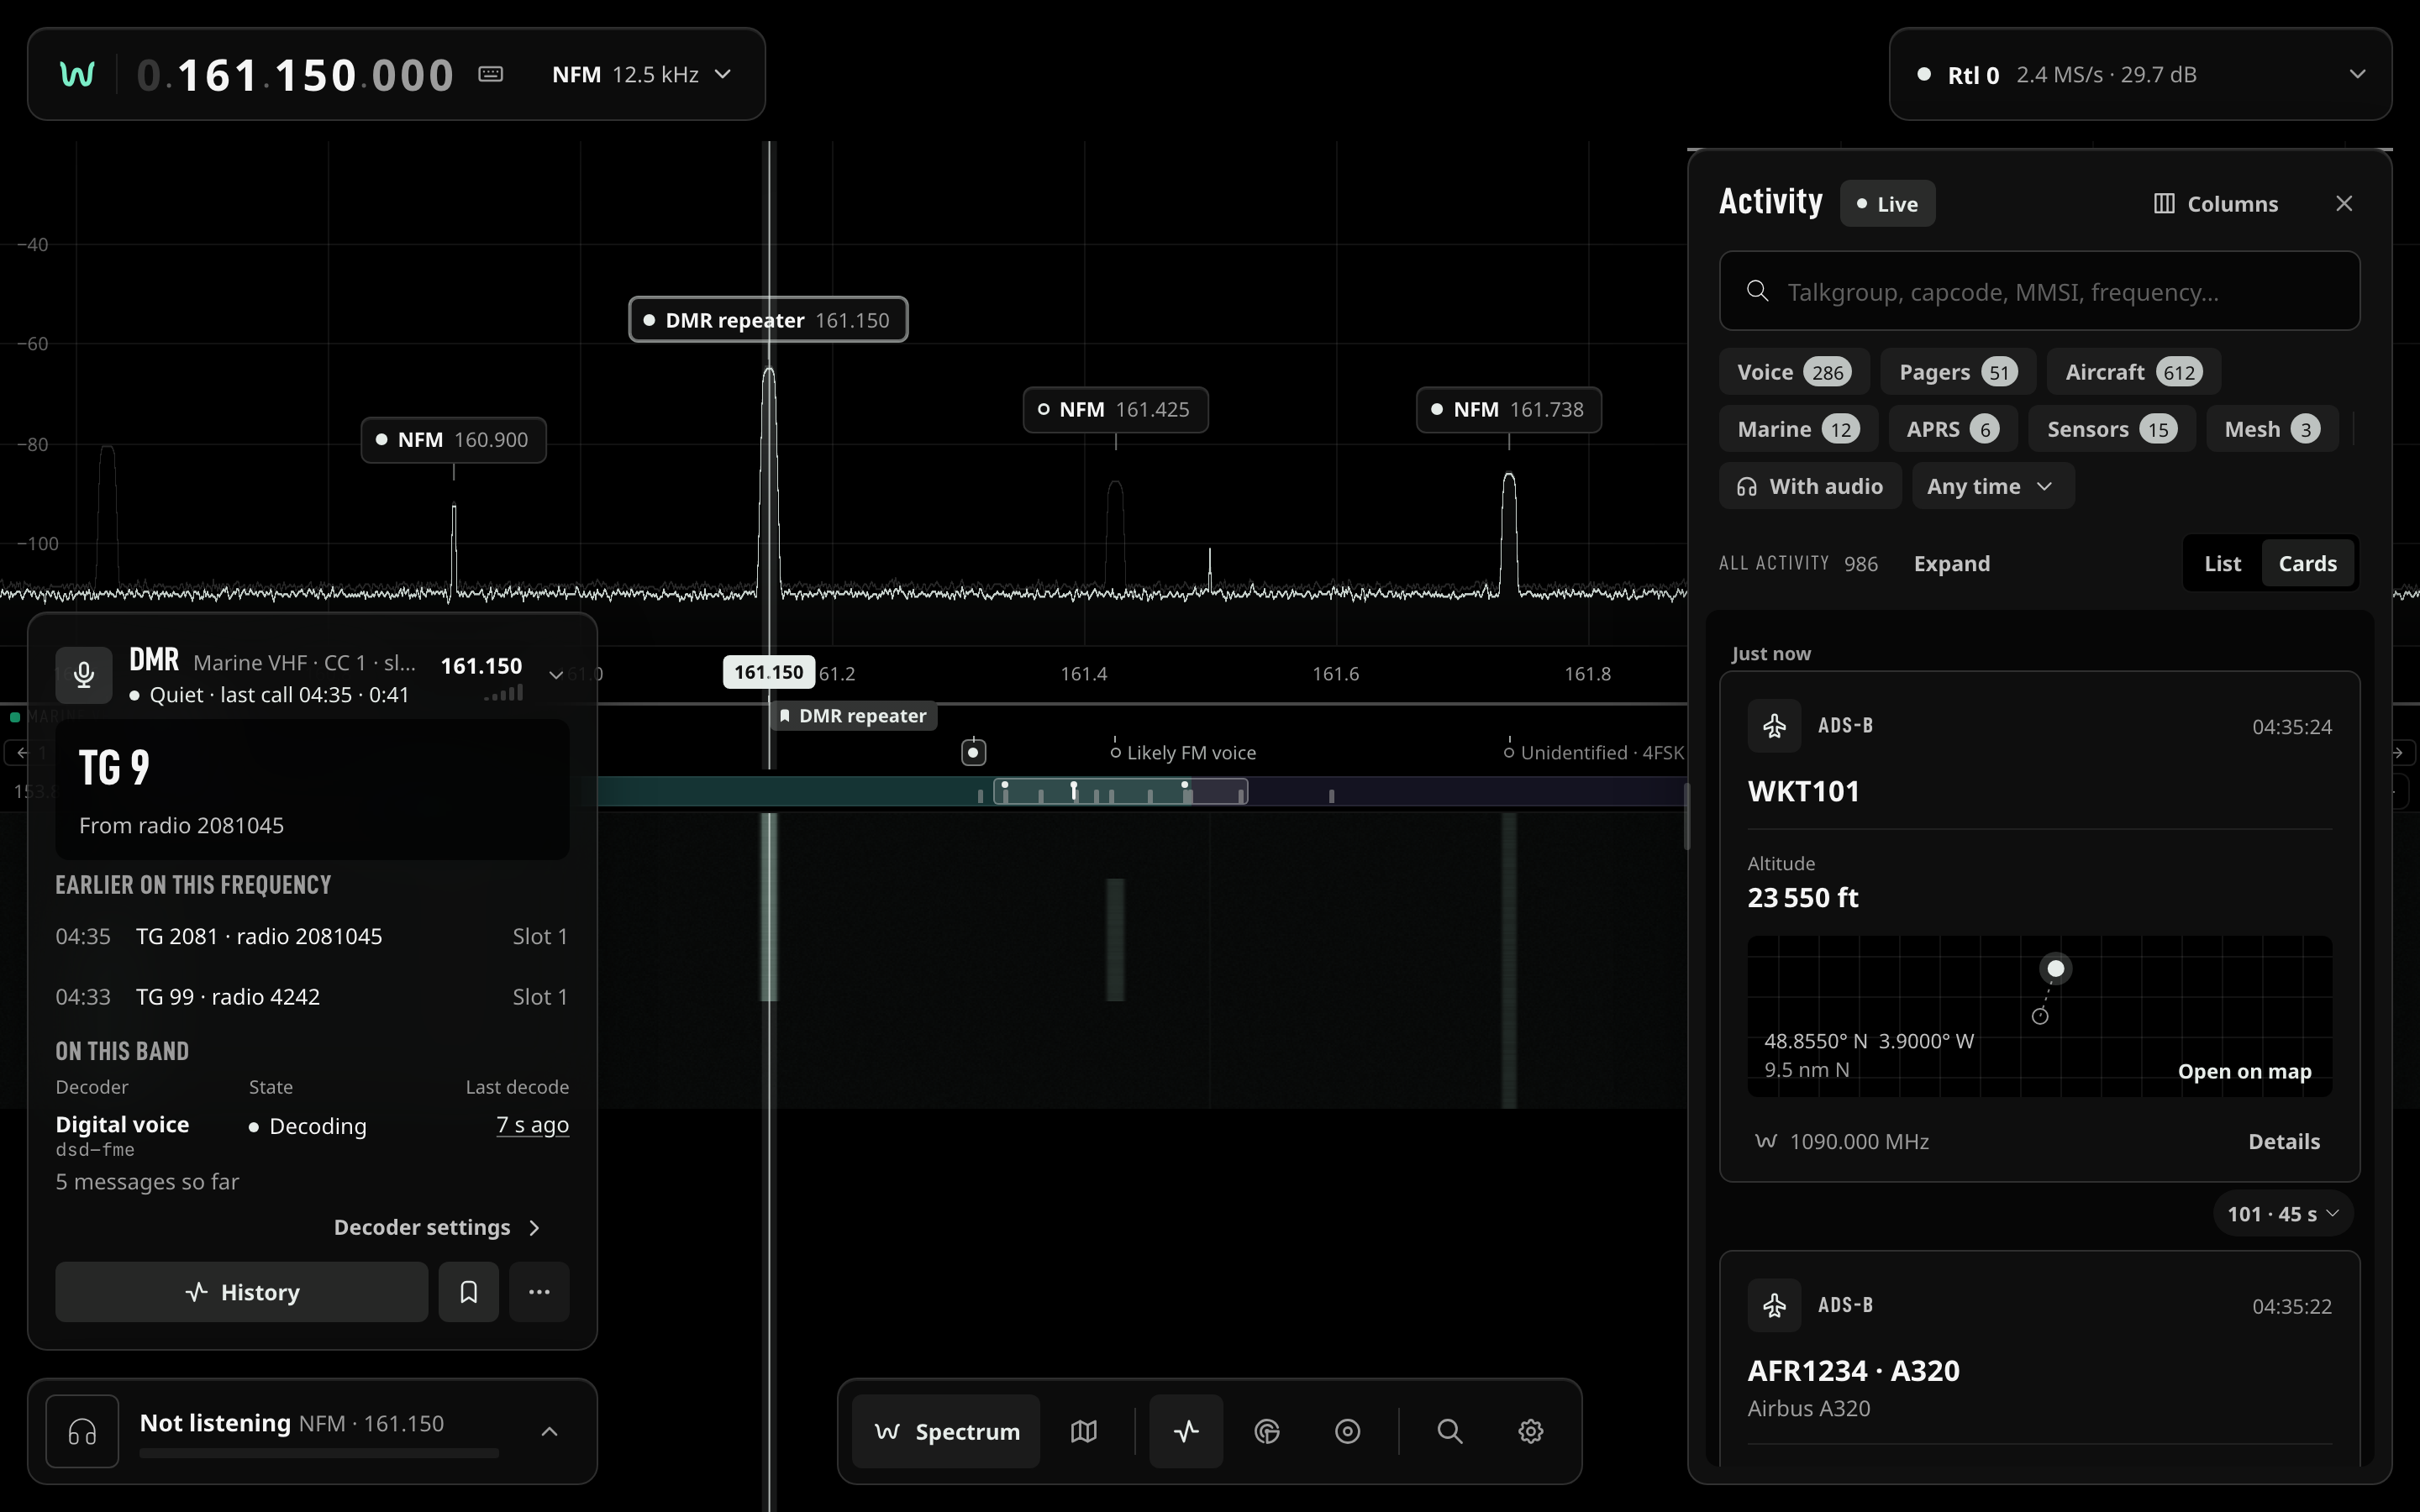 0.161.150.000
NFM 12.5 kHz
Rtl 0 2.4 MS/s · 29.7 dB
−40
−60
−80
−100
DMR repeater 161.150
NFM 160.900
NFM 161.425
NFM 161.738
161.150
61.2
161.4
161.6
161.8
DMR repeater
Likely FM voice
Unidentified · 4FSK
DMR Marine VHF · CC 1 · sl... 161.150
Quiet · last call 04:35 · 0:41
TG 9
From radio 2081045
EARLIER ON THIS FREQUENCY
04:35 TG 2081 · radio 2081045 Slot 1
04:33 TG 99 · radio 4242 Slot 1
ON THIS BAND
Decoder State Last decode
Digital voice Decoding 7 s ago
dsd-fme
5 messages so far
Decoder settings
History
Not listening NFM · 161.150
Spectrum
Activity Live Columns
Talkgroup, capcode, MMSI, frequency...
Voice 286 Pagers 51 Aircraft 612
Marine 12 APRS 6 Sensors 15 Mesh 3
With audio Any time
ALL ACTIVITY 986 Expand List Cards
Just now
ADS-B 04:35:24
WKT101
Altitude
23 550 ft
48.8550° N 3.9000° W
9.5 nm N Open on map
1090.000 MHz Details
101 · 45 s
ADS-B 04:35:22
AFR1234 · A320
Airbus A320